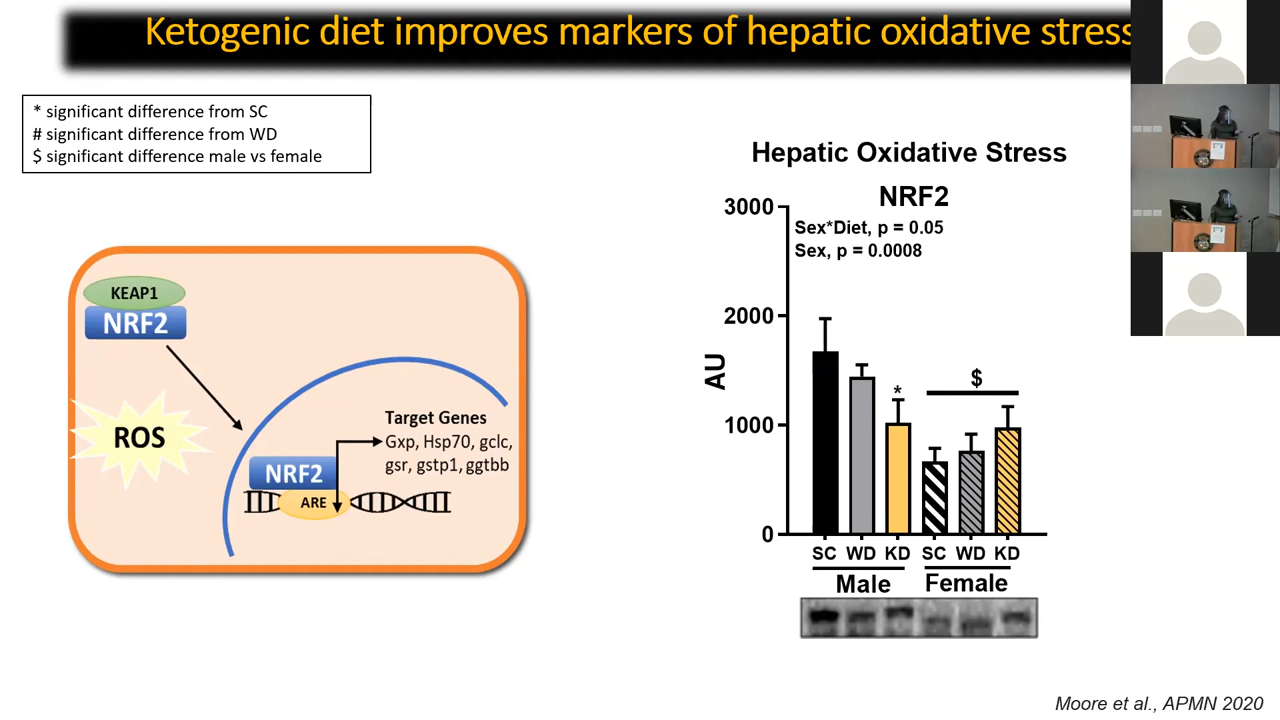 Ketogenic diet improves markers of hepatic oxidative stress
* significant difference from SC
# significant difference from WD
$ significant difference male vs female
KEAP1
NRF2
ROS
Target Genes
Gxp, Hsp70, gclc,
gsr, gstp1, ggtbb
NRF2
ARE
Hepatic Oxidative Stress
NRF2
Sex*Diet, p = 0.05
Sex, p = 0.0008
AU
3000
2000
1000
0
*
$
SC WD KD SC WD KD
Male Female
Moore et al., APMN 2020